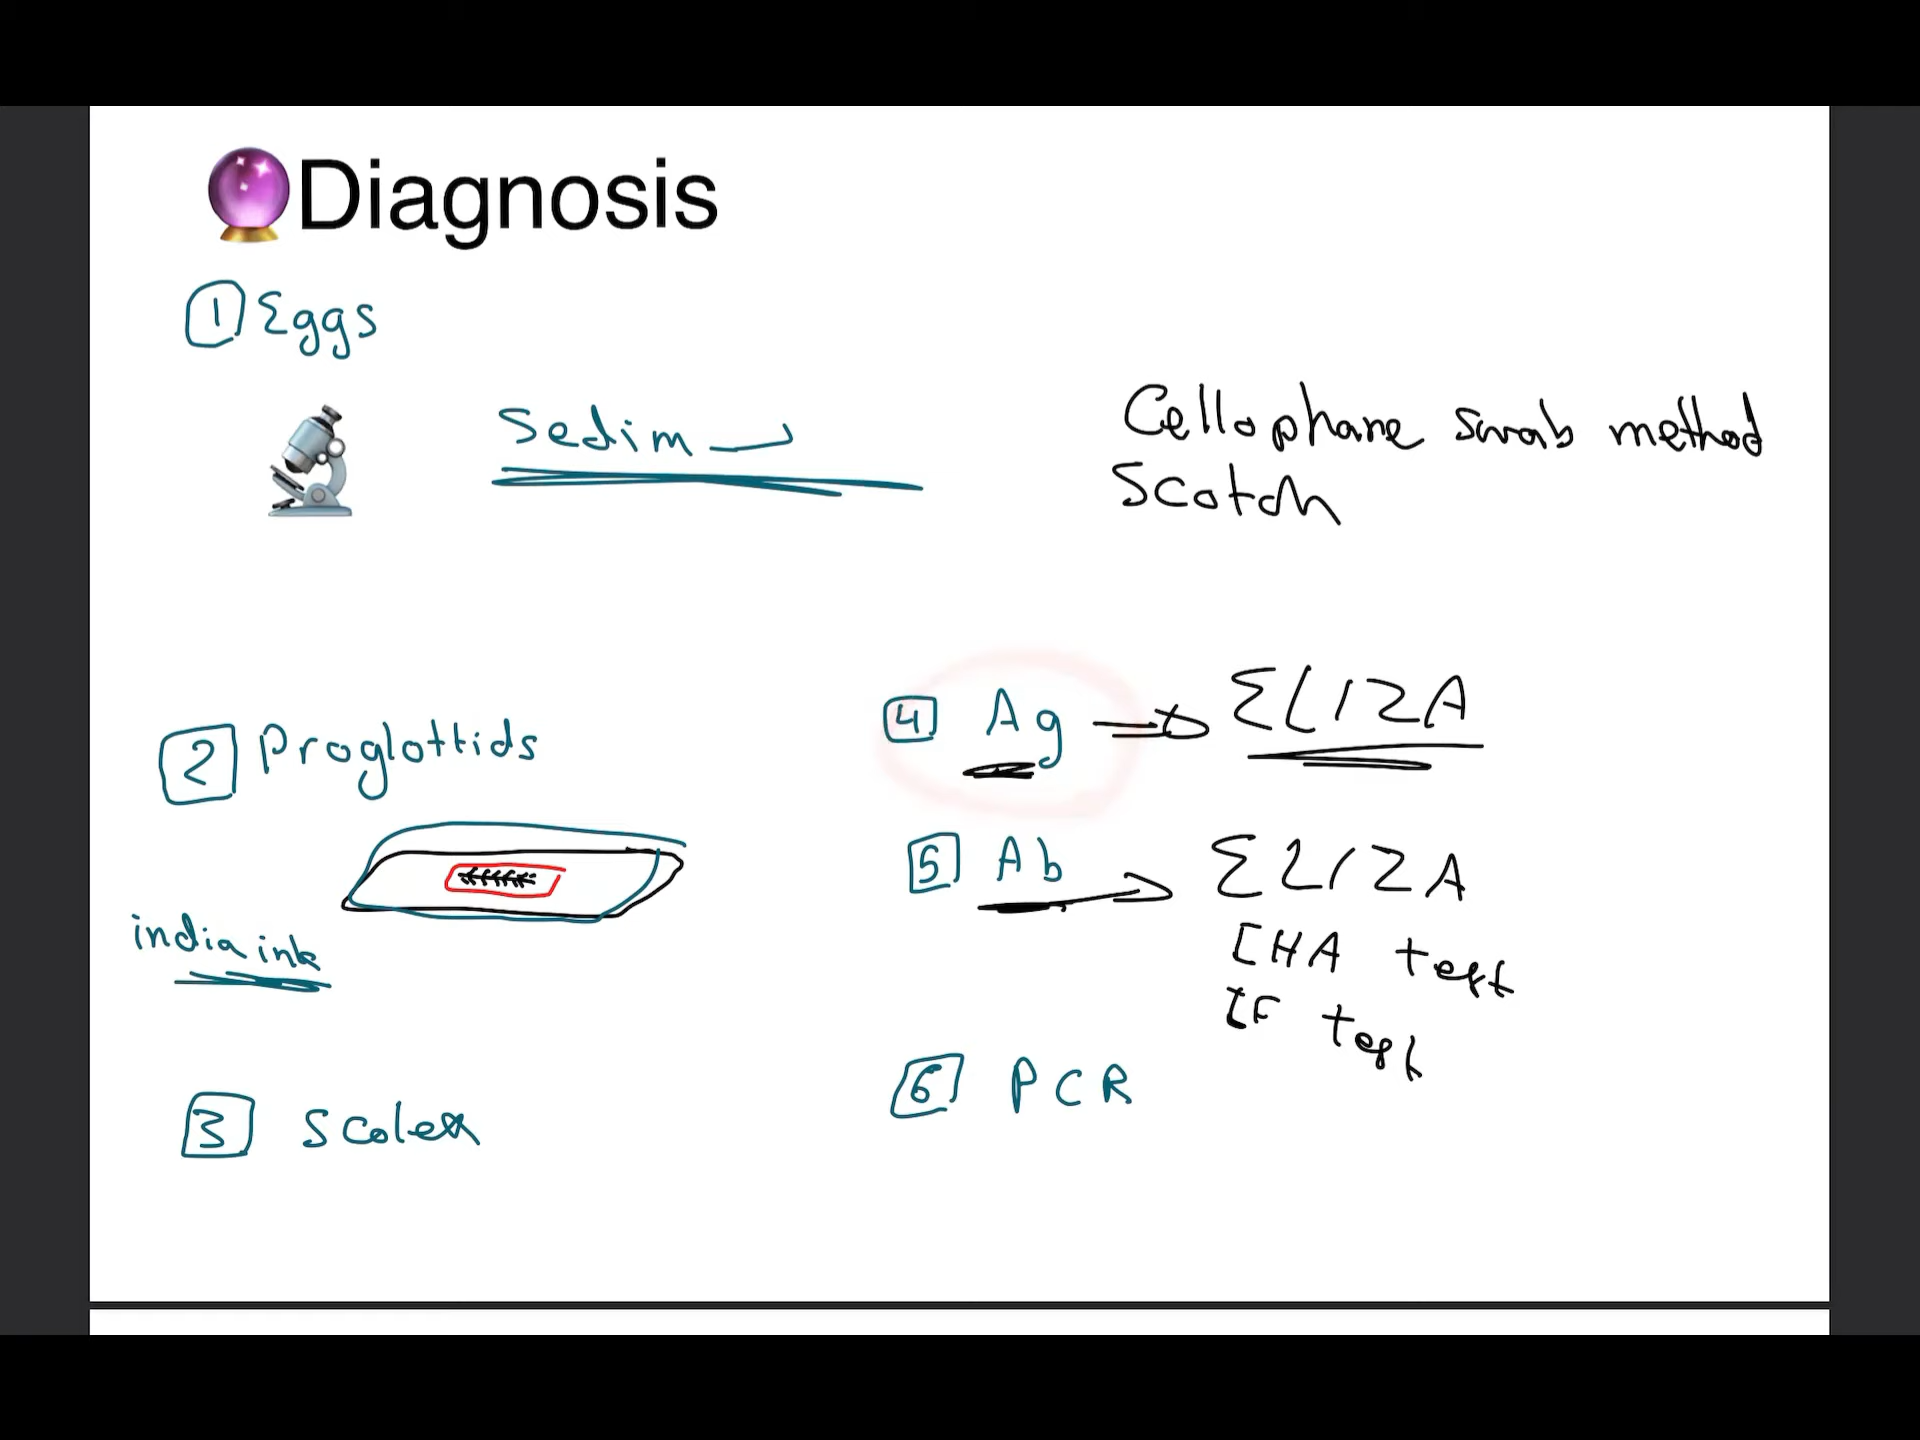 Diagnosis
1 Eggs
Sedim
Cellophane swab method
Scotch
2 Proglottids
india ink
3 Scolex
4 Ag → ELIZA
5 Ab → ELIZA
IHA test
IF test
6 PCR